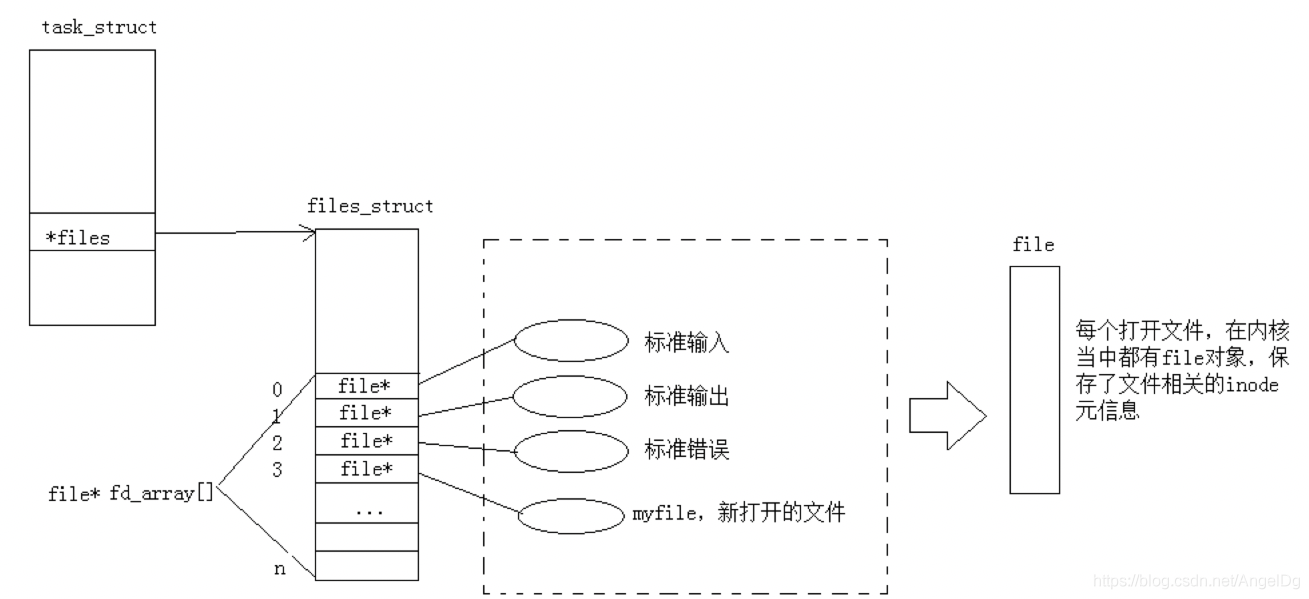 task_struct
*files
files_struct
0
1
2
3
n
file* fd_array[]
file*
file*
file*
file*
...
标准输入
标准输出
标准错误
myfile，新打开的文件
file
每个打开文件，在内核
当中都有file对象，保
存了文件相关的inode
元信息
https://blog.csdn.net/AngelDg